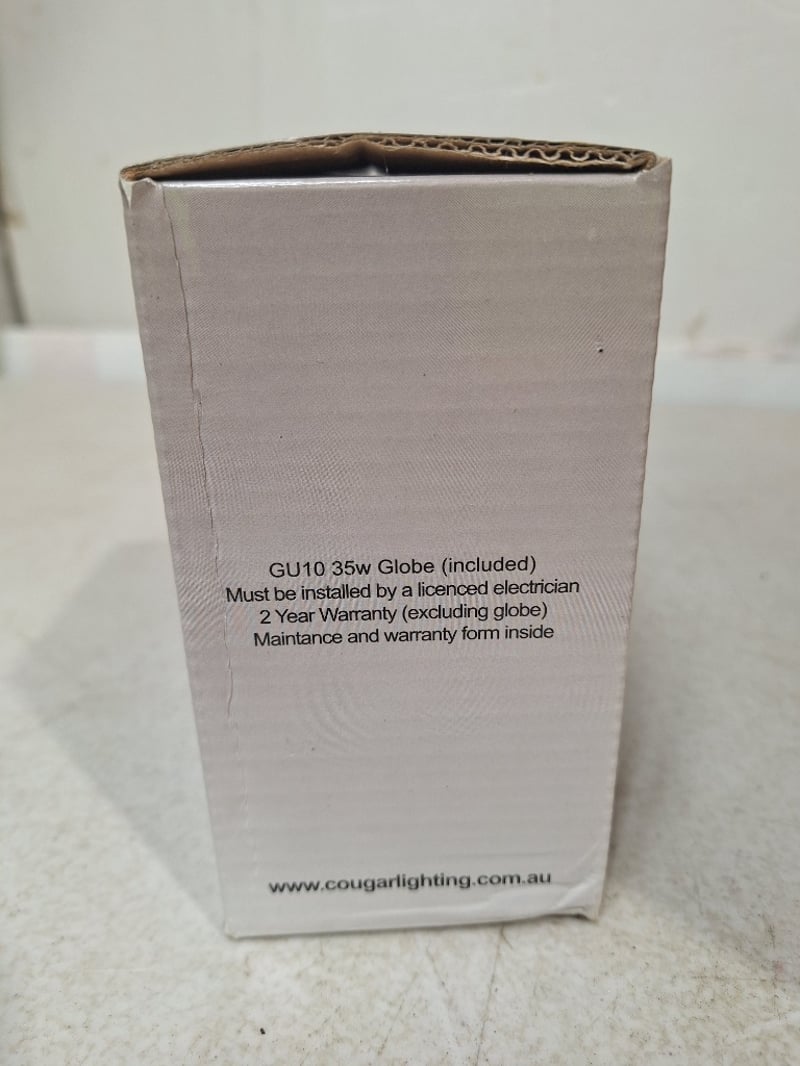 GU10 35w Globe (included)
Must be installed by a licenced electrician
2 Year Warranty (excluding globe)
Maintance and warranty form inside
www.cougarlighting.com.au